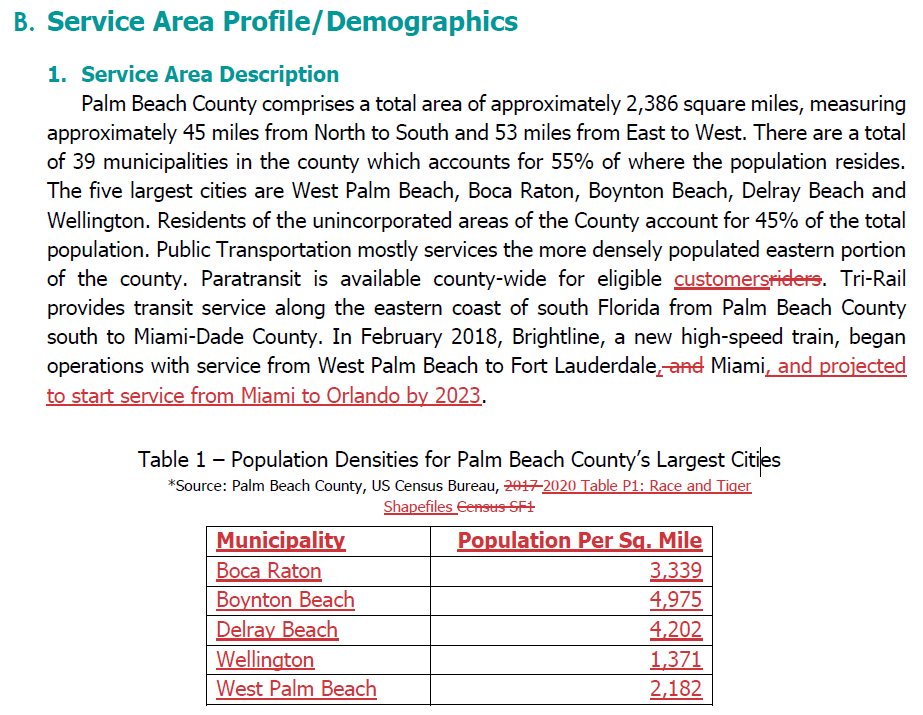 B. Service Area Profile/Demographics
1. Service Area Description
Palm Beach County comprises a total area of approximately 2,386 square miles, measuring
approximately 45 miles from North to South and 53 miles from East to West. There are a total
of 39 municipalities in the county which accounts for 55% of where the population resides.
The five largest cities are West Palm Beach, Boca Raton, Boynton Beach, Delray Beach and
Wellington. Residents of the unincorporated areas of the County account for 45% of the total
population. Public Transportation mostly services the more densely populated eastern portion
of the county. Paratransit is available county-wide for eligible customersriders. Tri-Rail
provides transit service along the eastern coast of south Florida from Palm Beach County
south to Miami-Dade County. In February 2018, Brightline, a new high-speed train, began
operations with service from West Palm Beach to Fort Lauderdale, and Miami, and projected
to start service from Miami to Orlando by 2023.
Table 1 – Population Densities for Palm Beach County's Largest Cities
*Source: Palm Beach County, US Census Bureau, 2017 2020 Table P1: Race and Tiger
Shapefiles Census SF1
Municipality Population Per Sq. Mile
Boca Raton 3,339
Boynton Beach 4,975
Delray Beach 4,202
Wellington 1,371
West Palm Beach 2,182